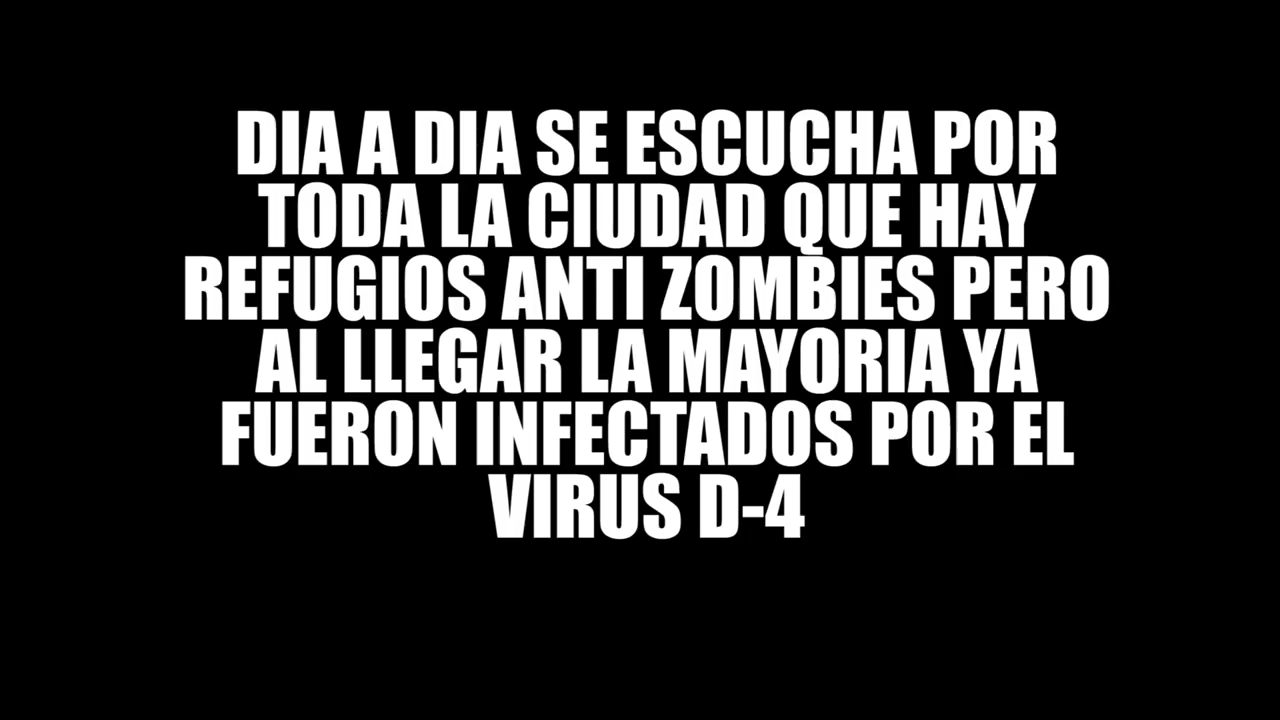 DIA A DIA SE ESCUCHA POR
TODA LA CIUDAD QUE HAY
REFUGIOS ANTI ZOMBIES PERO
AL LLEGAR LA MAYORIA YA
FUERON INFECTADOS POR EL
VIRUS D-4